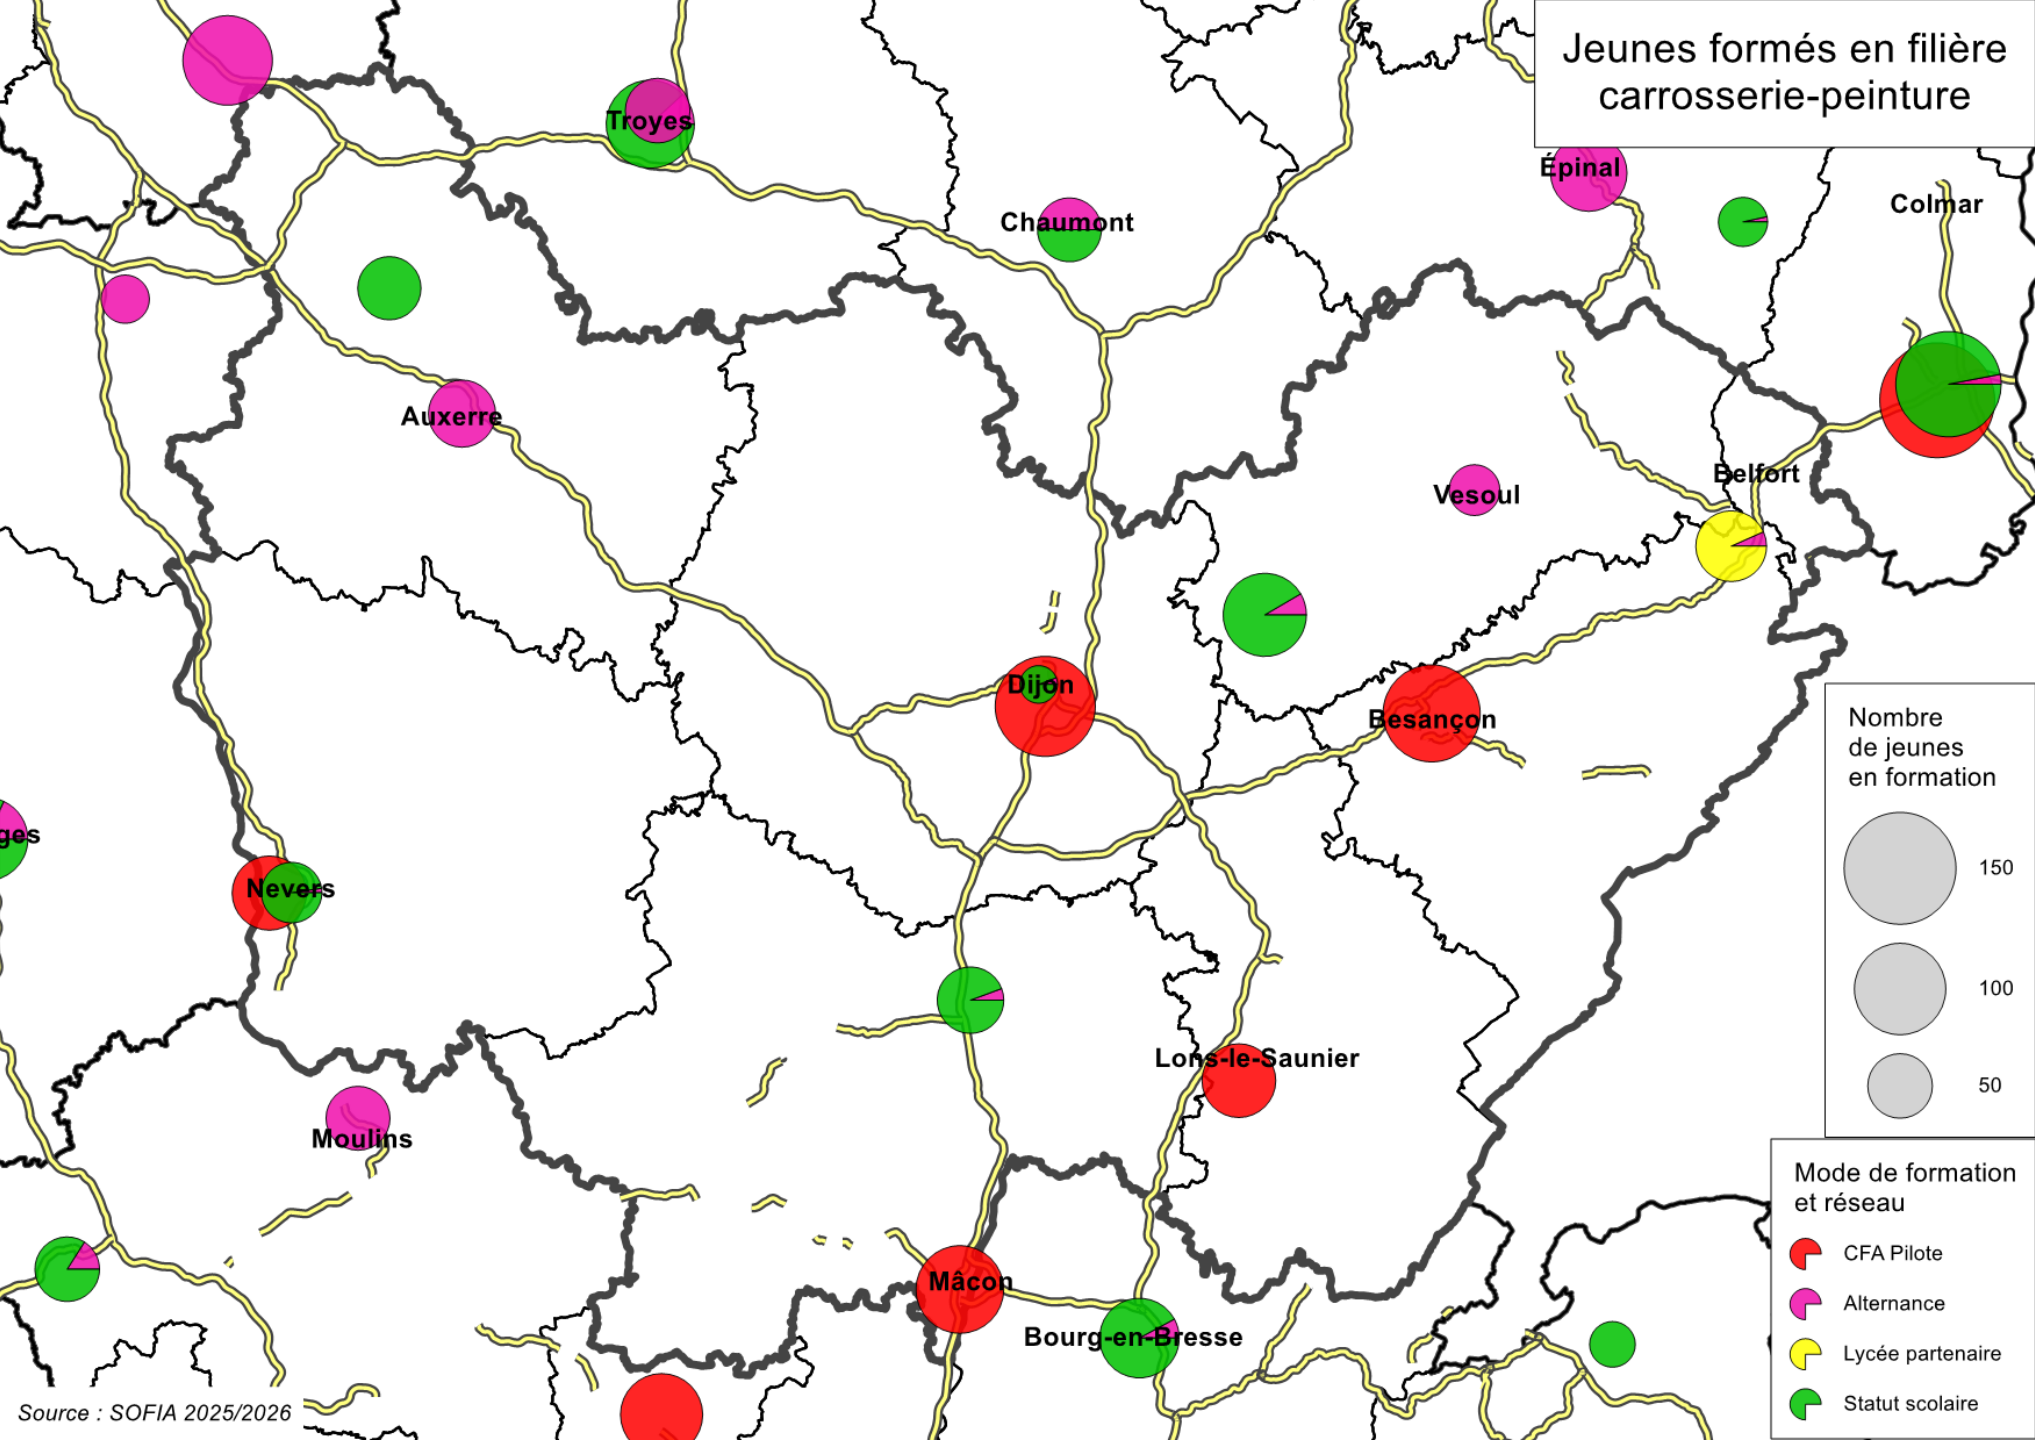 Jeunes formés en filière
carrosserie-peinture
Troyes
Épinal
Colmar
Chaumont
Auxerre
Belfort
Vesoul
Dijon
Besançon
ges
Nevers
Lons-le-Saunier
Moulins
Mâcon
Bourg-en-Bresse
Nombre
de jeunes
en formation
150
100
50
Mode de formation
et réseau
CFA Pilote
Alternance
Lycée partenaire
Statut scolaire
Source : SOFIA 2025/2026